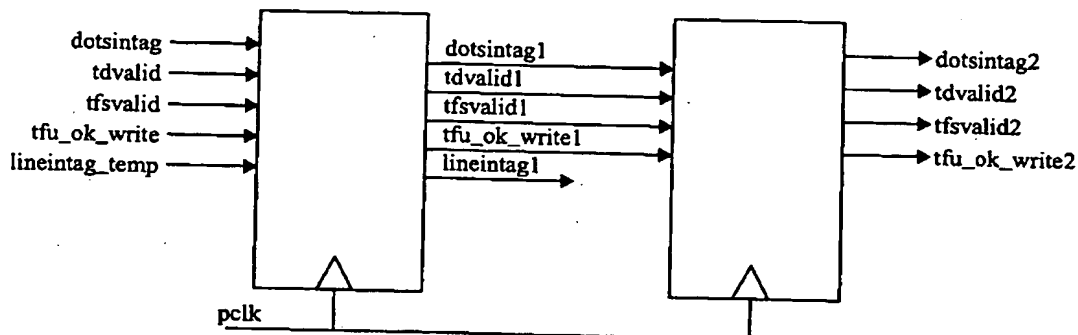 dotsintag
tdvalid
tfsvalid
tfu_ok_write
lineintag_temp
dotsintag1
tdvalid1
tfsvalid1
tfu_ok_write1
lineintag1
dotsintag2
tdvalid2
tfsvalid2
tfu_ok_write2
pclk